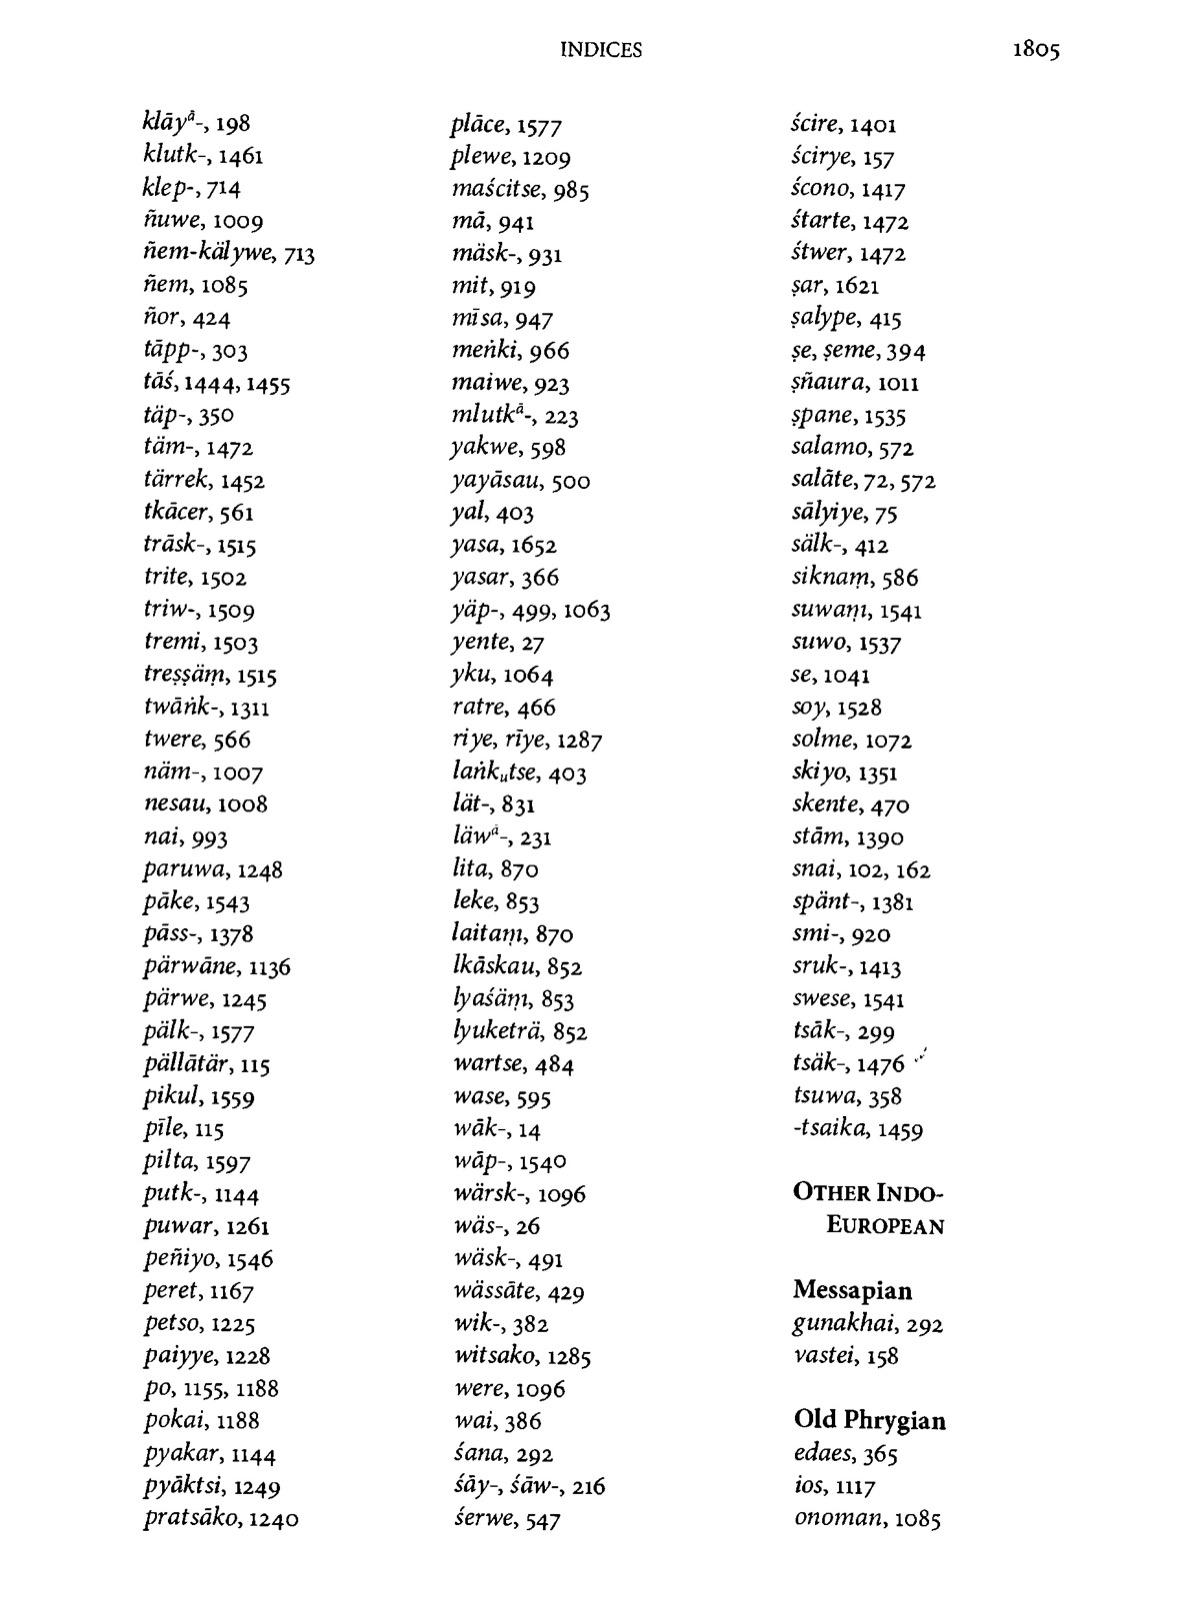 INDICES
1805
klāyᵃ̄-, 198
klutk-, 1461
klep-, 714
ñuwe, 1009
ñem-kälywe, 713
ñem, 1085
ñor, 424
tāpp-, 303
tāś, 1444, 1455
täp-, 350
täm-, 1472
tärrek, 1452
tkācer, 561
träsk-, 1515
trite, 1502
triw-, 1509
tremi, 1503
treṣṣäṃ, 1515
twāṅk-, 1311
twere, 566
näm-, 1007
nesau, 1008
nai, 993
paruwa, 1248
pāke, 1543
pāss-, 1378
pärwāne, 1136
pärwe, 1245
pälk-, 1577
pällātär, 115
pikul, 1559
pīle, 115
pilta, 1597
putk-, 1144
puwar, 1261
peñiyo, 1546
peret, 1167
petso, 1225
paiyye, 1228
po, 1155, 1188
pokai, 1188
pyakar, 1144
pyāktsi, 1249
pratsāko, 1240
plāce, 1577
plewe, 1209
maścitse, 985
mā, 941
mäsk-, 931
mit, 919
mīsa, 947
meṅki, 966
maiwe, 923
mlutkᵃ̄-, 223
yakwe, 598
yayāsau, 500
yal, 403
yasa, 1652
yasar, 366
yäp-, 499, 1063
yente, 27
yku, 1064
ratre, 466
riye, rīye, 1287
laṅkᵤtse, 403
lät-, 831
läwᵃ̄-, 231
lita, 870
leke, 853
laitaṃ, 870
lkāskau, 852
lyaśäṃ, 853
lyuketrä, 852
wartse, 484
wase, 595
wāk-, 14
wāp-, 1540
wärsk-, 1096
wäs-, 26
wäsk-, 491
wässāte, 429
wik-, 382
witsako, 1285
were, 1096
wai, 386
śana, 292
śāy-, śāw-, 216
śerwe, 547
ścire, 1401
ścirye, 157
ścono, 1417
śtarte, 1472
śtwer, 1472
ṣar, 1621
ṣalype, 415
ṣe, ṣeme, 394
ṣñaura, 1011
ṣpane, 1535
salamo, 572
salāte, 72, 572
sālyiye, 75
sälk-, 412
siknaṃ, 586
suwaṃ, 1541
suwo, 1537
se, 1041
soy, 1528
solme, 1072
skiyo, 1351
skente, 470
stām, 1390
snai, 102, 162
spänt-, 1381
smi-, 920
sruk-, 1413
swese, 1541
tsāk-, 299
tsäk-, 1476
tsuwa, 358
-tsaika, 1459
OTHER INDO-
EUROPEAN
Messapian
gunakhai, 292
vastei, 158
Old Phrygian
edaes, 365
ios, 1117
onoman, 1085